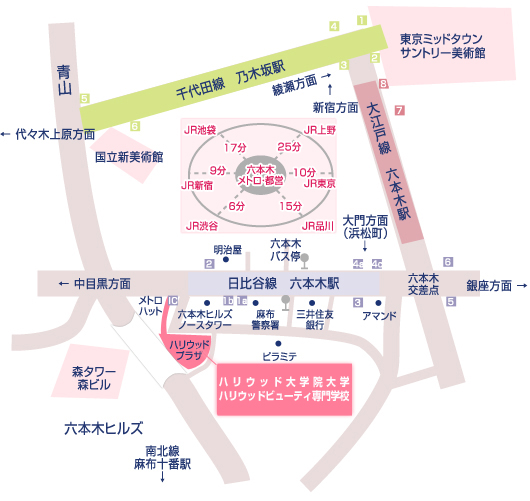 4
1
東京ミッドタウン
サントリー美術館
青山
千代田線 乃木坂駅
3
2
綾瀬方面 →
↑
新宿方面
8
7
5
6
← 代々木上原方面
国立新美術館
大江戸線 六本木駅
JR池袋
JR上野
17分
25分
9分
六本木
メトロ・都営
10分
JR新宿
JR東京
6分
15分
JR渋谷
JR品川
大門方面
(浜松町)
↓
明治屋
六本木
バス停
2
4a
4c
6
← 中目黒方面
日比谷線 六本木駅
六本木
交差点
銀座方面 →
メトロ
ハット
1C
1b
1a
3
5
六本木ヒルズ
ノースタワー
麻布
警察署
三井住友
銀行
アマンド
ハリウッド
プラザ
ピラミデ
森タワー
森ビル
ハリウッド大学院大学
ハリウッドビューティ専門学校
六本木ヒルズ
南北線
麻布十番駅
↓